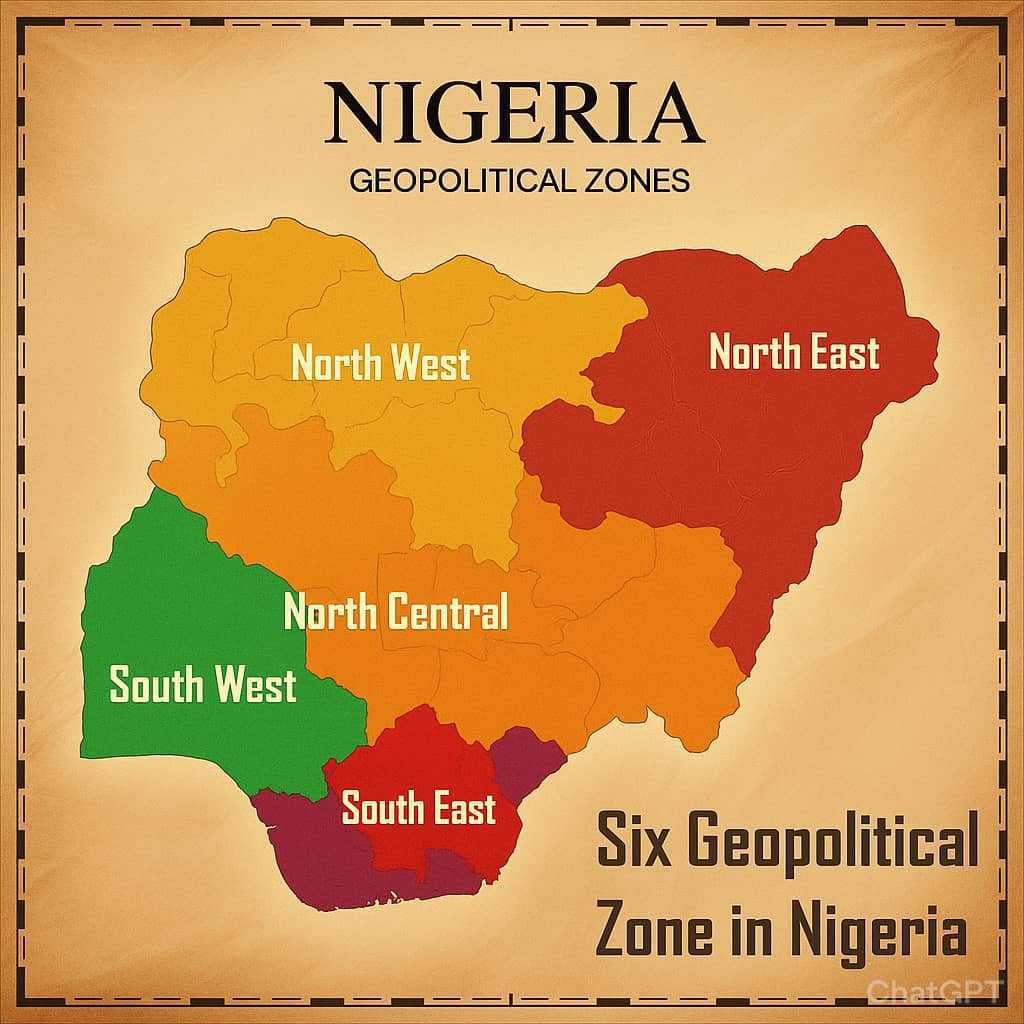 NIGERIA
GEOPOLITICAL ZONES
North West
North East
North Central
South West
South East
Six Geopolitical
Zone in Nigeria
ChatGPT